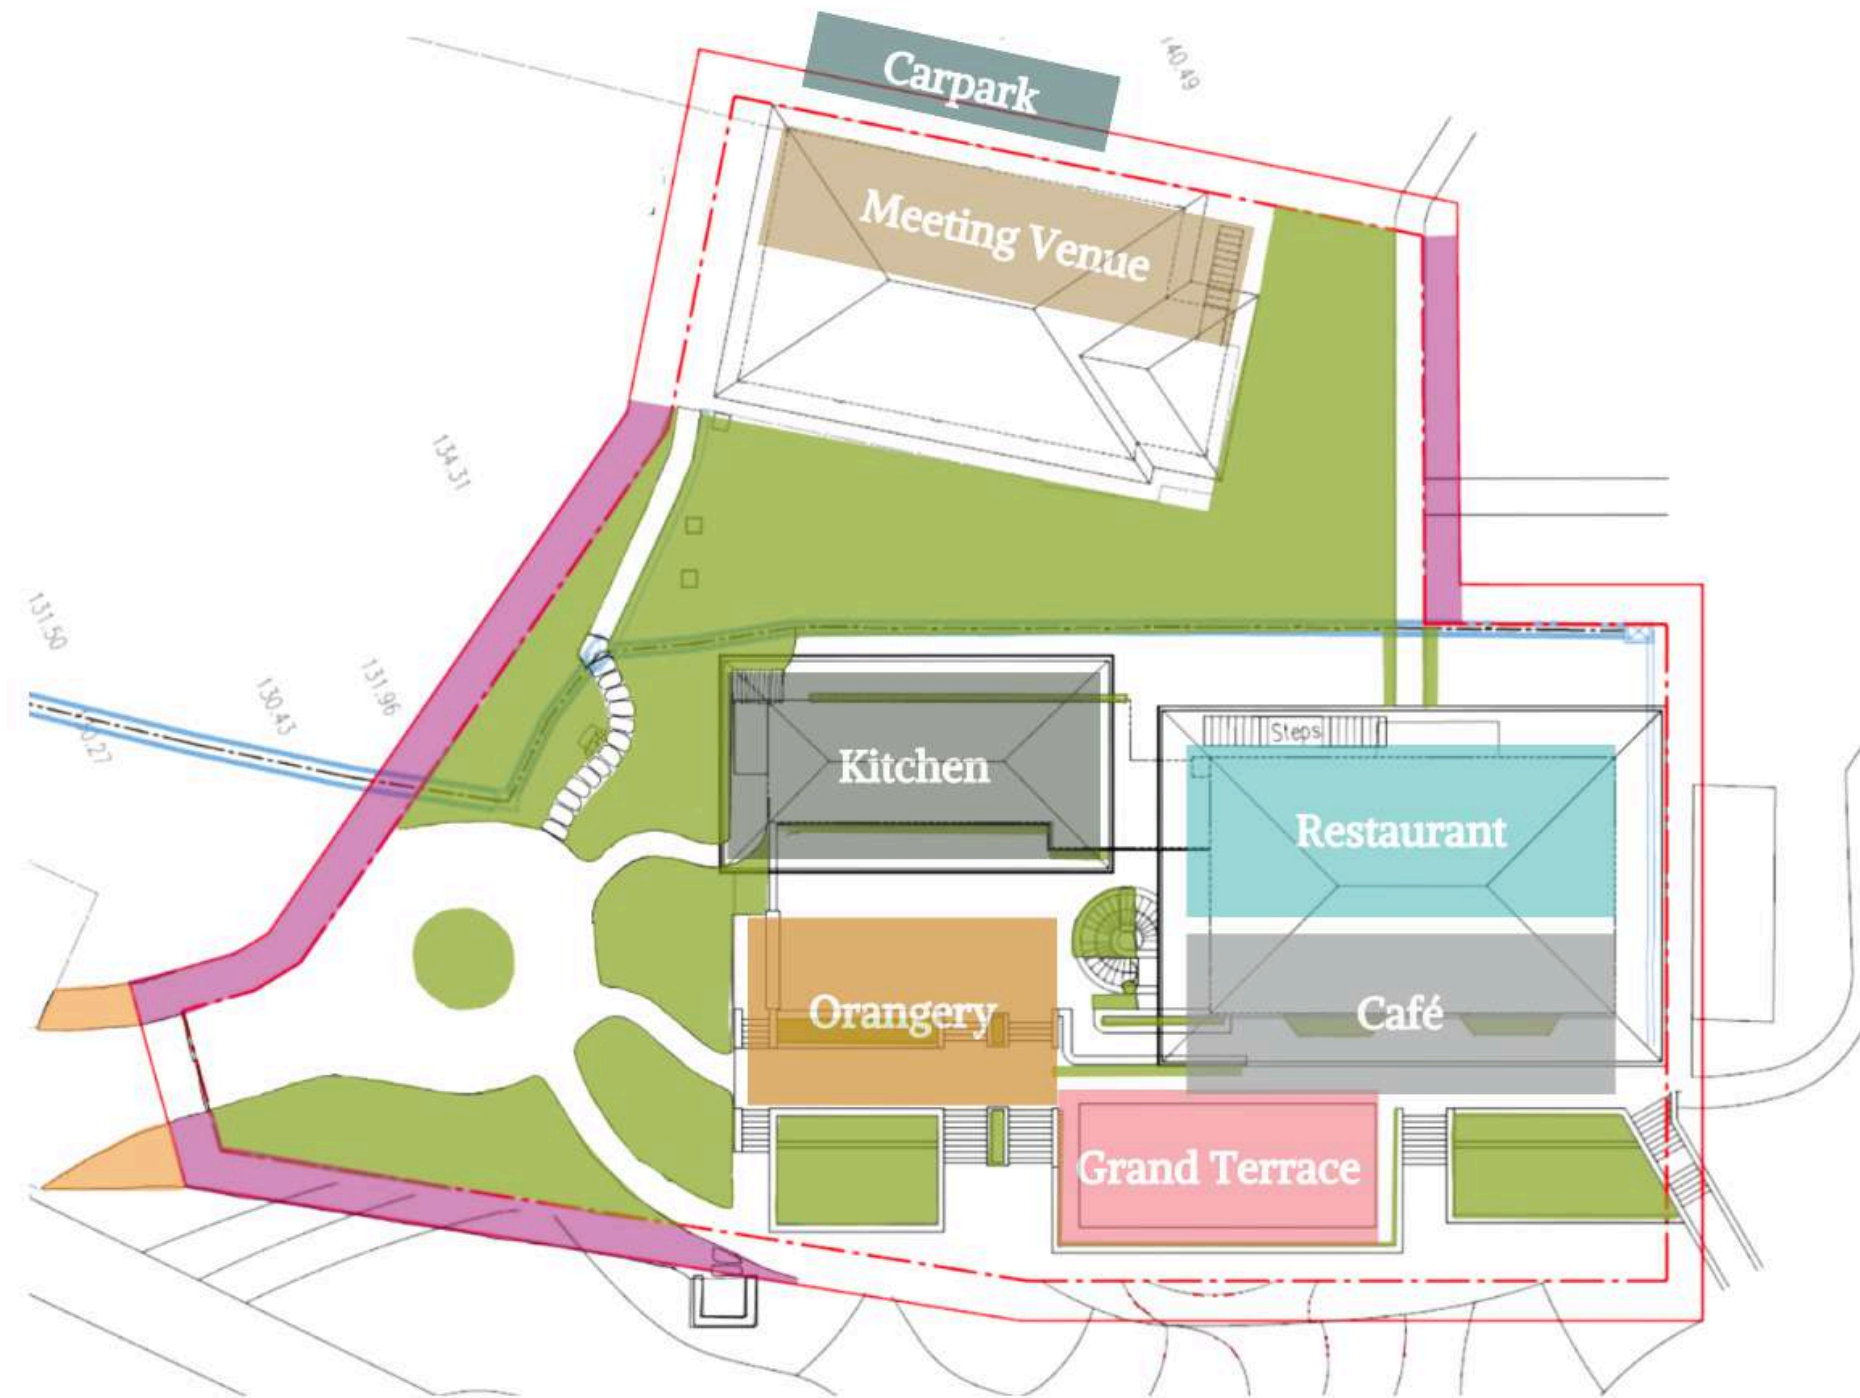 Carpark
140.49
Meeting Venue
134.31
131.50
131.96
130.43
Kitchen
Steps
Restaurant
Orangery
Café
Grand Terrace